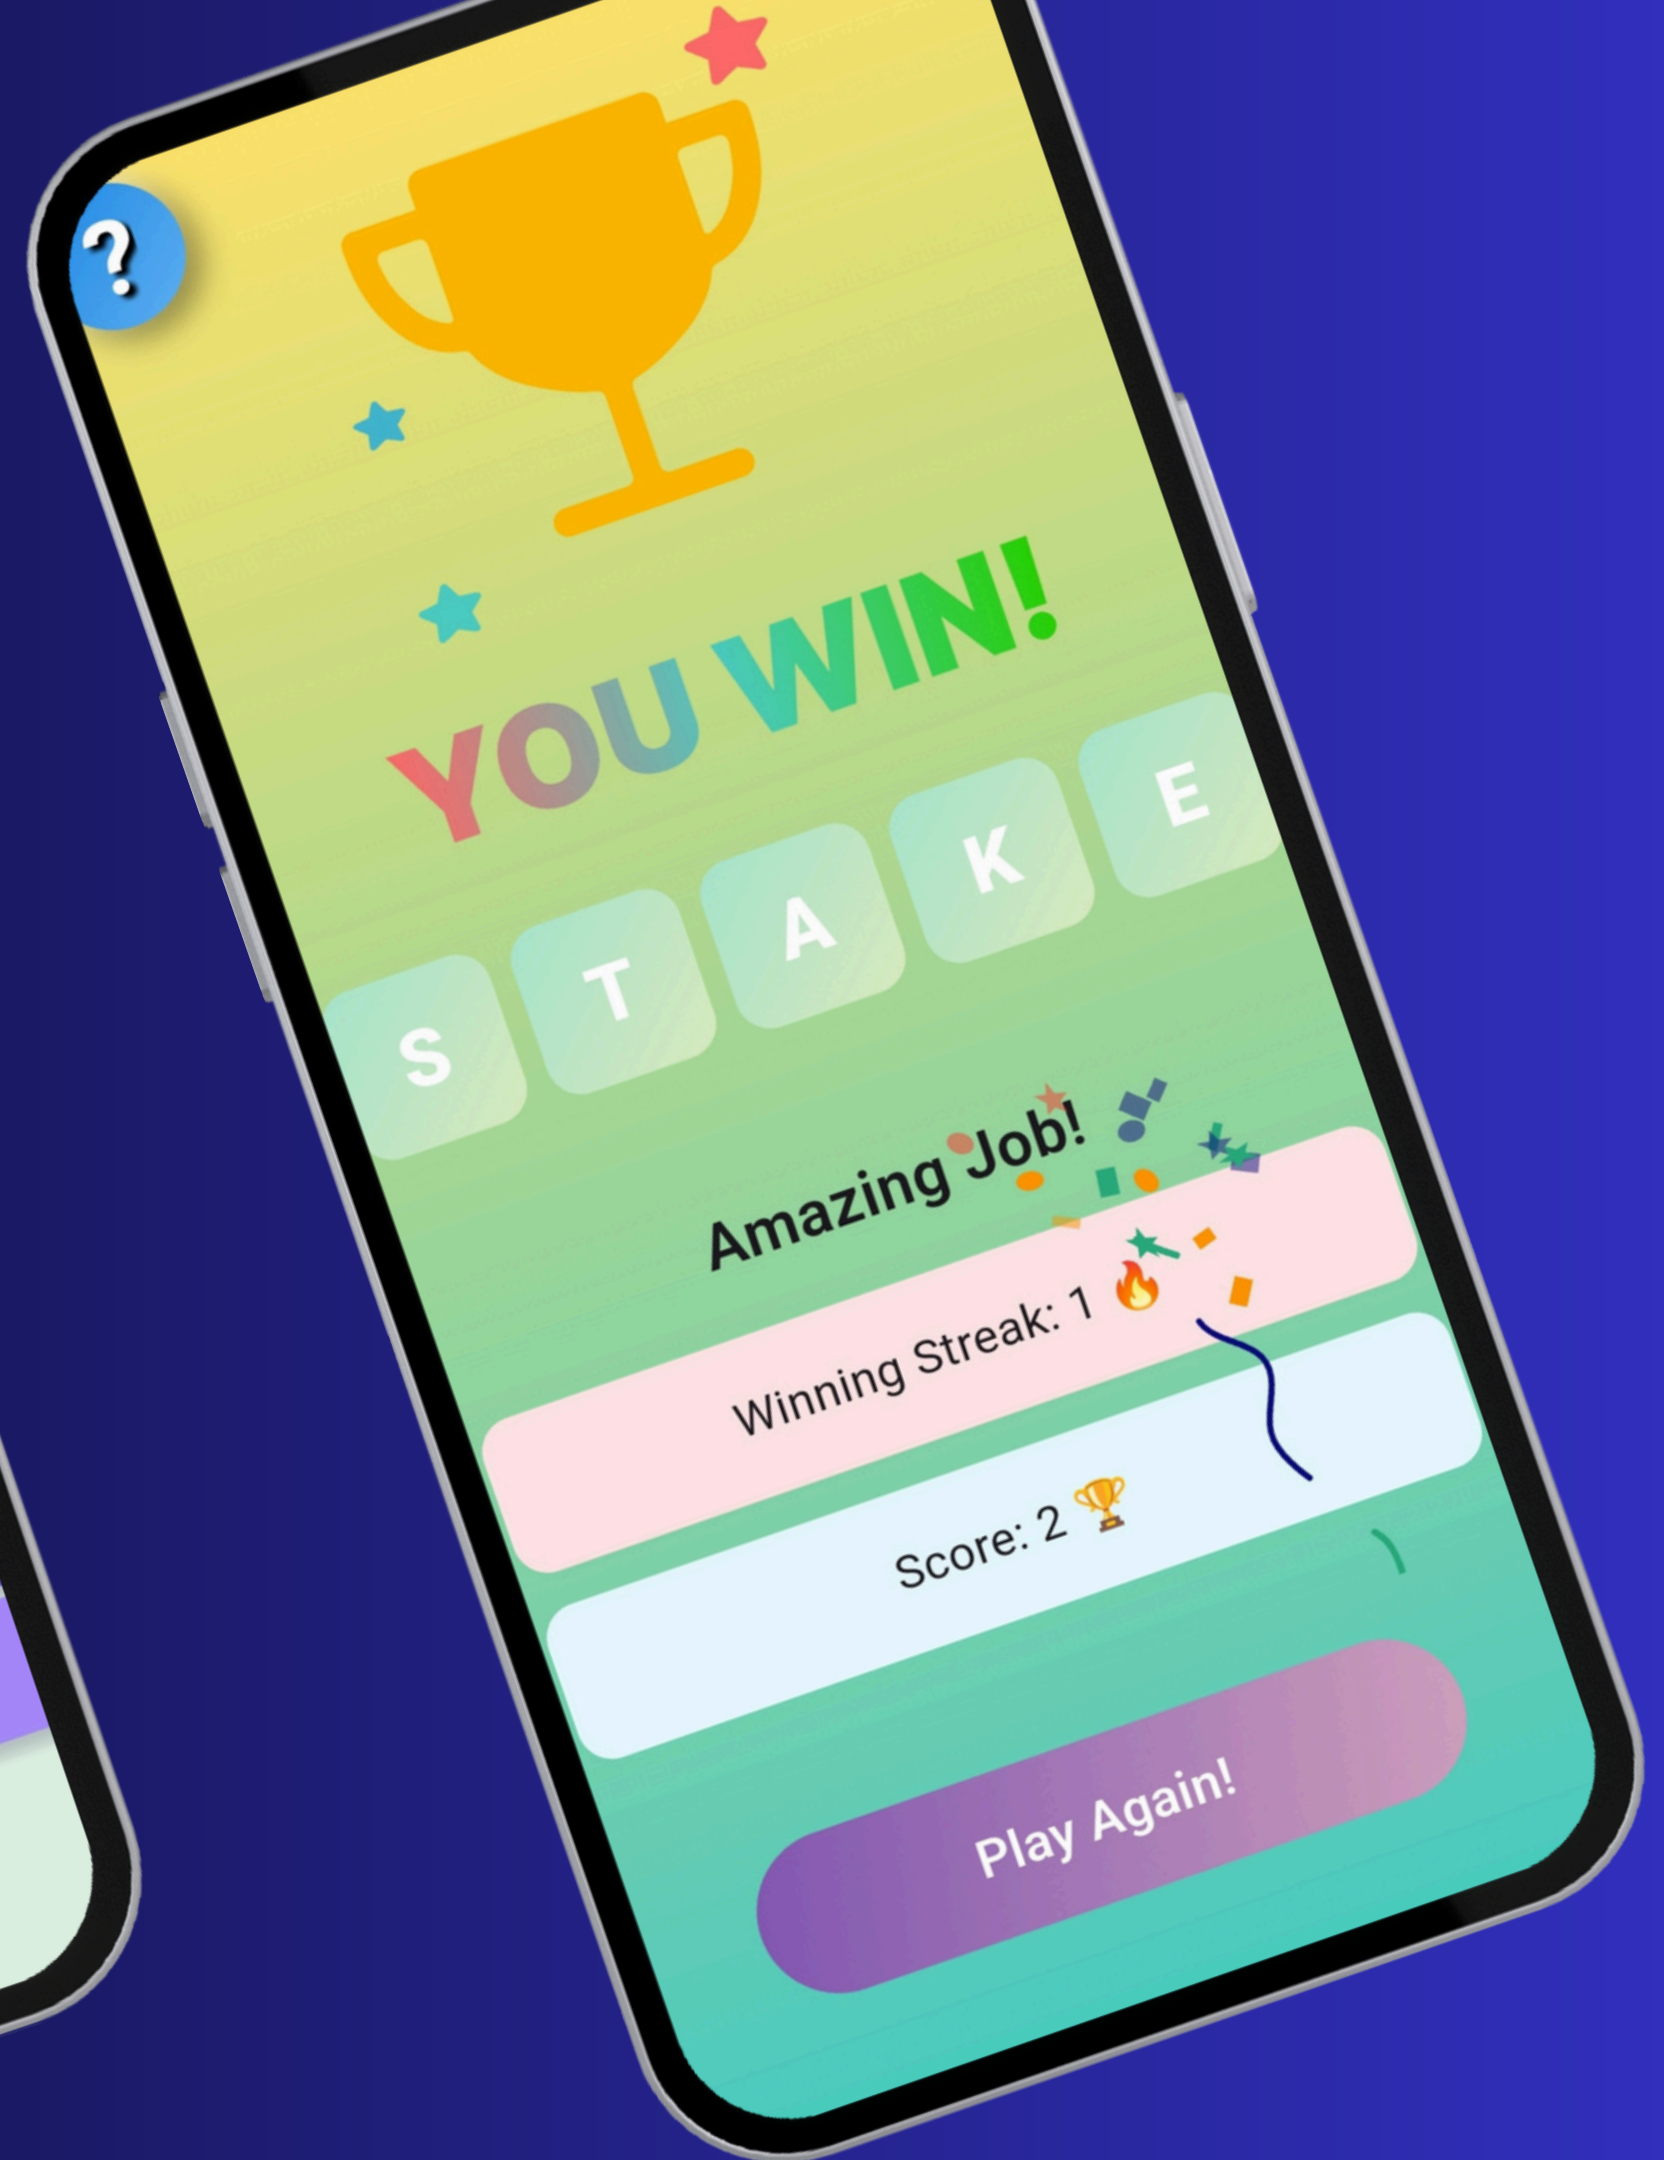 ?
YOU WIN!
S T A K E
Amazing Job!
Winning Streak: 1 🔥
Score: 2 🏆
Play Again!